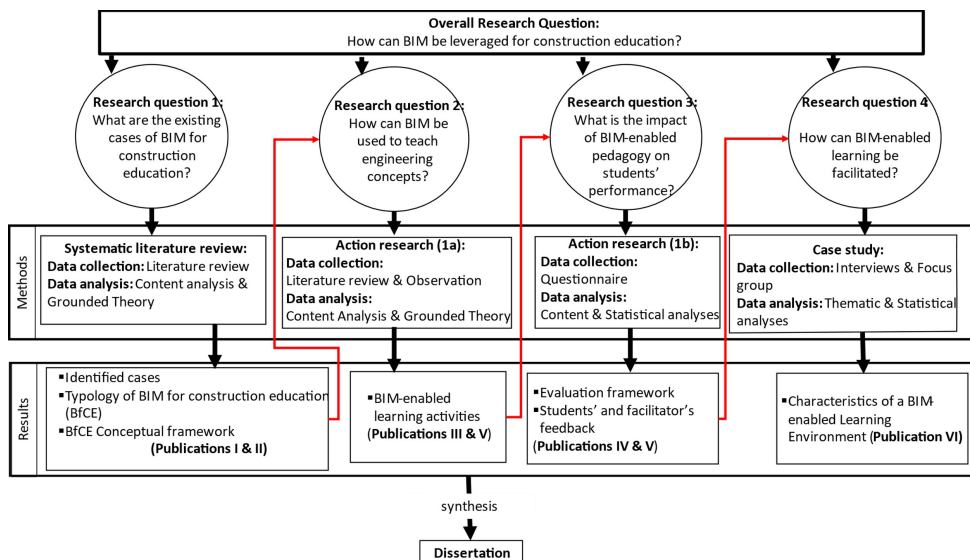 Overall Research Question:
How can BIM be leveraged for construction education?
Research question 1:
What are the existing
cases of BIM for
construction
education?
Research question 2:
How can BIM be
used to teach
engineering
concepts?
Research question 3:
What is the impact
of BIM-enabled
pedagogy on
students’
performance?
Research question 4
How can BIM-enabled
learning be
facilitated?
Methods
Systematic literature review:
Data collection: Literature review
Data analysis: Content analysis &
Grounded Theory
Action research (1a):
Data collection:
Literature review & Observation
Data analysis:
Content Analysis & Grounded Theory
Action research (1b):
Data collection:
Questionnaire
Data analysis:
Content & Statistical analyses
Case study:
Data collection: Interviews & Focus
group
Data analysis: Thematic & Statistical
analyses
Results
▪Identified cases
▪Typology of BIM for construction education
(BfCE)
▪BfCE Conceptual framework
(Publications I & II)
▪BIM-enabled
learning activities
(Publications III & V)
▪Evaluation framework
▪Students’ and facilitator’s
feedback
(Publications IV & V)
▪Characteristics of a BIM-
enabled Learning
Environment (Publication VI)
synthesis
Dissertation